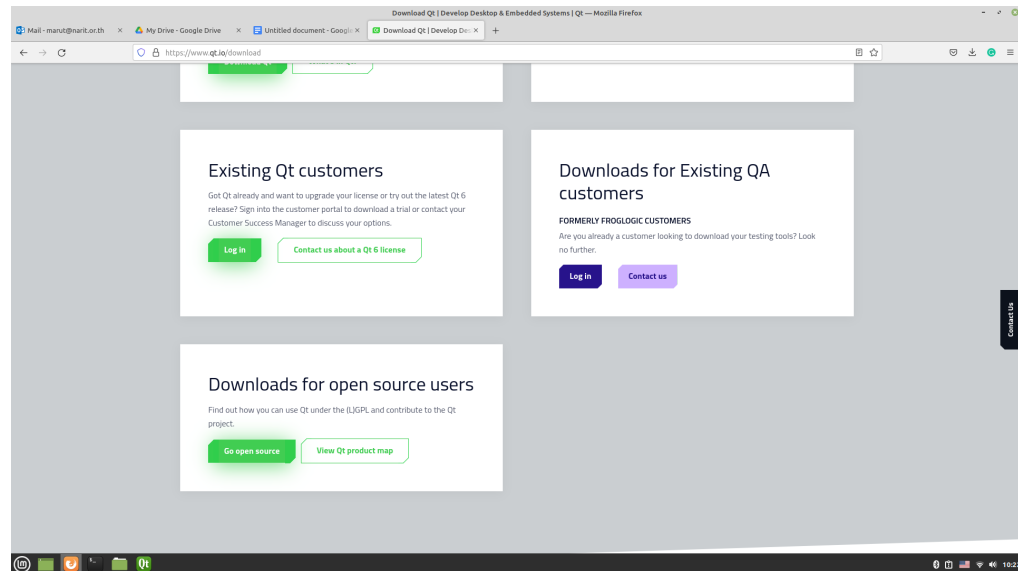 Download Qt | Develop Desktop & Embedded Systems | Qt — Mozilla Firefox
Mail - marut@narit.or.th
My Drive - Google Drive
Untitled document - Googl
Download Qt | Develop Des
https://www.qt.io/download
Existing Qt customers
Got Qt already and want to upgrade your license or try out the latest Qt 6
release? Sign into the customer portal to download a trial or contact your
Customer Success Manager to discuss your options.
Log in
Contact us about a Qt 6 license
Downloads for Existing QA
customers
FORMERLY FROGLOGIC CUSTOMERS
Are you already a customer looking to download your testing tools? Look
no further.
Log in
Contact us
Contact Us
Downloads for open source users
Find out how you can use Qt under the (L)GPL and contribute to the Qt
project.
Go open source
View Qt product map
Qt